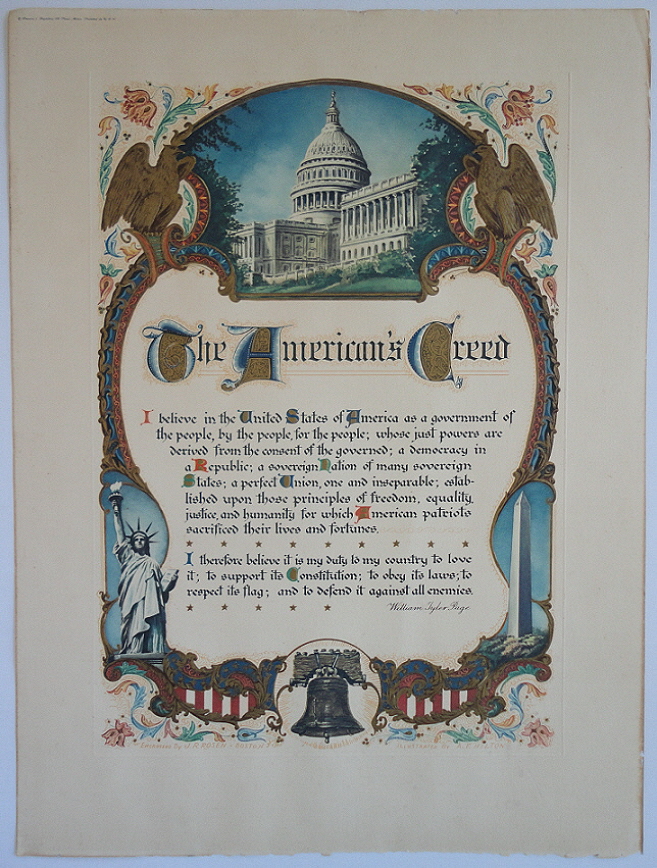 The American's Creed
I believe in the United States of America as a government of
the people, by the people, for the people; whose just powers are
derived from the consent of the governed; a democracy in
a Republic; a sovereign Nation of many sovereign
States; a perfect Union, one and inseparable; estab-
lished upon those principles of freedom, equality,
justice, and humanity for which American patriots
sacrificed their lives and fortunes.
I therefore believe it is my duty to my country to love
it; to support its Constitution; to obey its laws; to
respect its flag; and to defend it against all enemies.
William Tyler Page